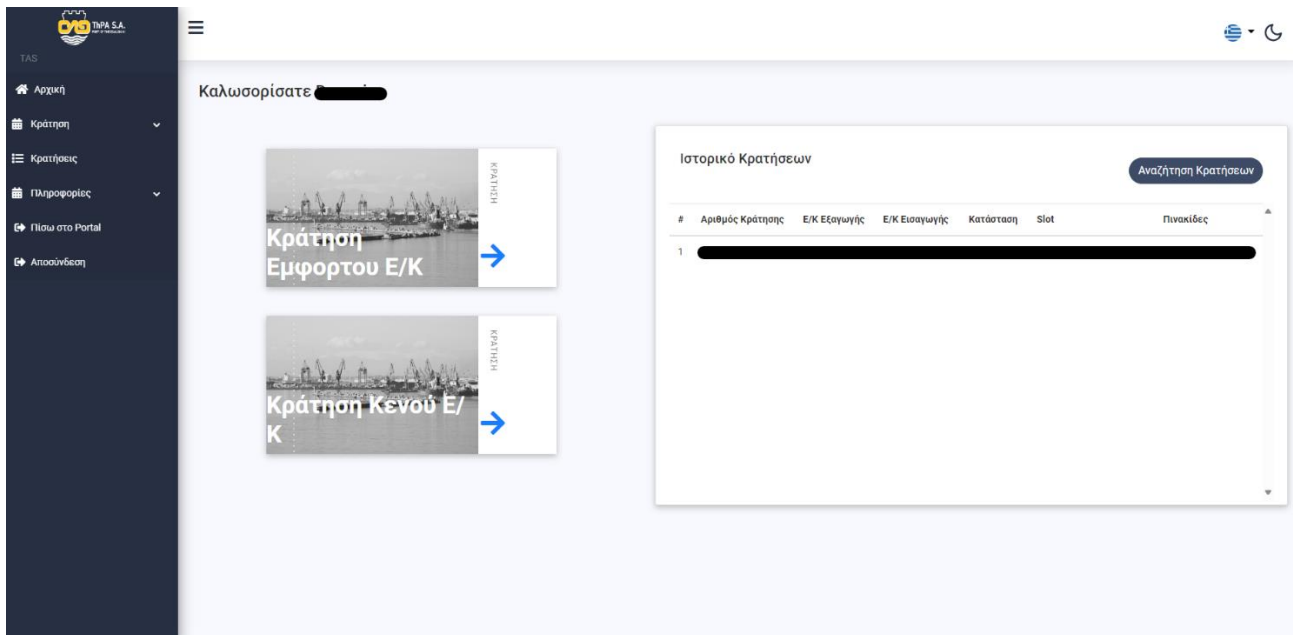 ThPA S.A.
TAS
Αρχική
Κράτηση
Κρατήσεις
Πληροφορίες
Πίσω στο Portal
Αποσύνδεση
Καλωσορίσατε
Κράτηση
Εμφορτου Ε/Κ
ΚΡΑΤΗΣΗ
Κράτηση Κενού Ε/
Κ
ΚΡΑΤΗΣΗ
Ιστορικό Κρατήσεων
Αναζήτηση Κρατήσεων
# Αριθμός Κράτησης Ε/Κ Εξαγωγής Ε/Κ Εισαγωγής Κατάσταση Slot Πινακίδες
1